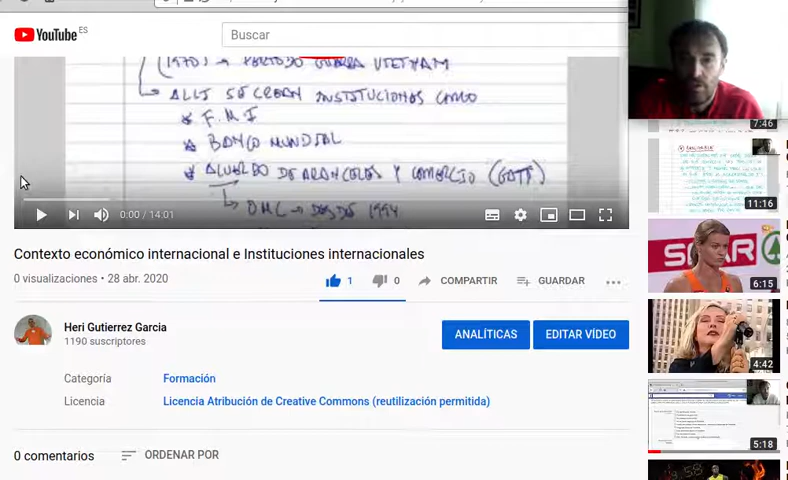 YouTube ES
Buscar
(1970) → PERIODO GUERRA VIETNAM
ALLI SE CREAN INSTITUCIONES COMO
F.M.I
BANCO MUNDIAL
ACUERDO DE ARANCELES Y COMERCIO (GATT)
OMC → DESDE 1994
0:00 / 14:01
Contexto económico internacional e Instituciones internacionales
0 visualizaciones • 28 abr. 2020
1
0
COMPARTIR
GUARDAR
Heri Gutierrez Garcia
1190 suscriptores
ANALÍTICAS
EDITAR VÍDEO
Categoría
Formación
Licencia
Licencia Atribución de Creative Commons (reutilización permitida)
0 comentarios
ORDENAR POR
7:46
11:16
SPAR
6:15
4:42
5:18